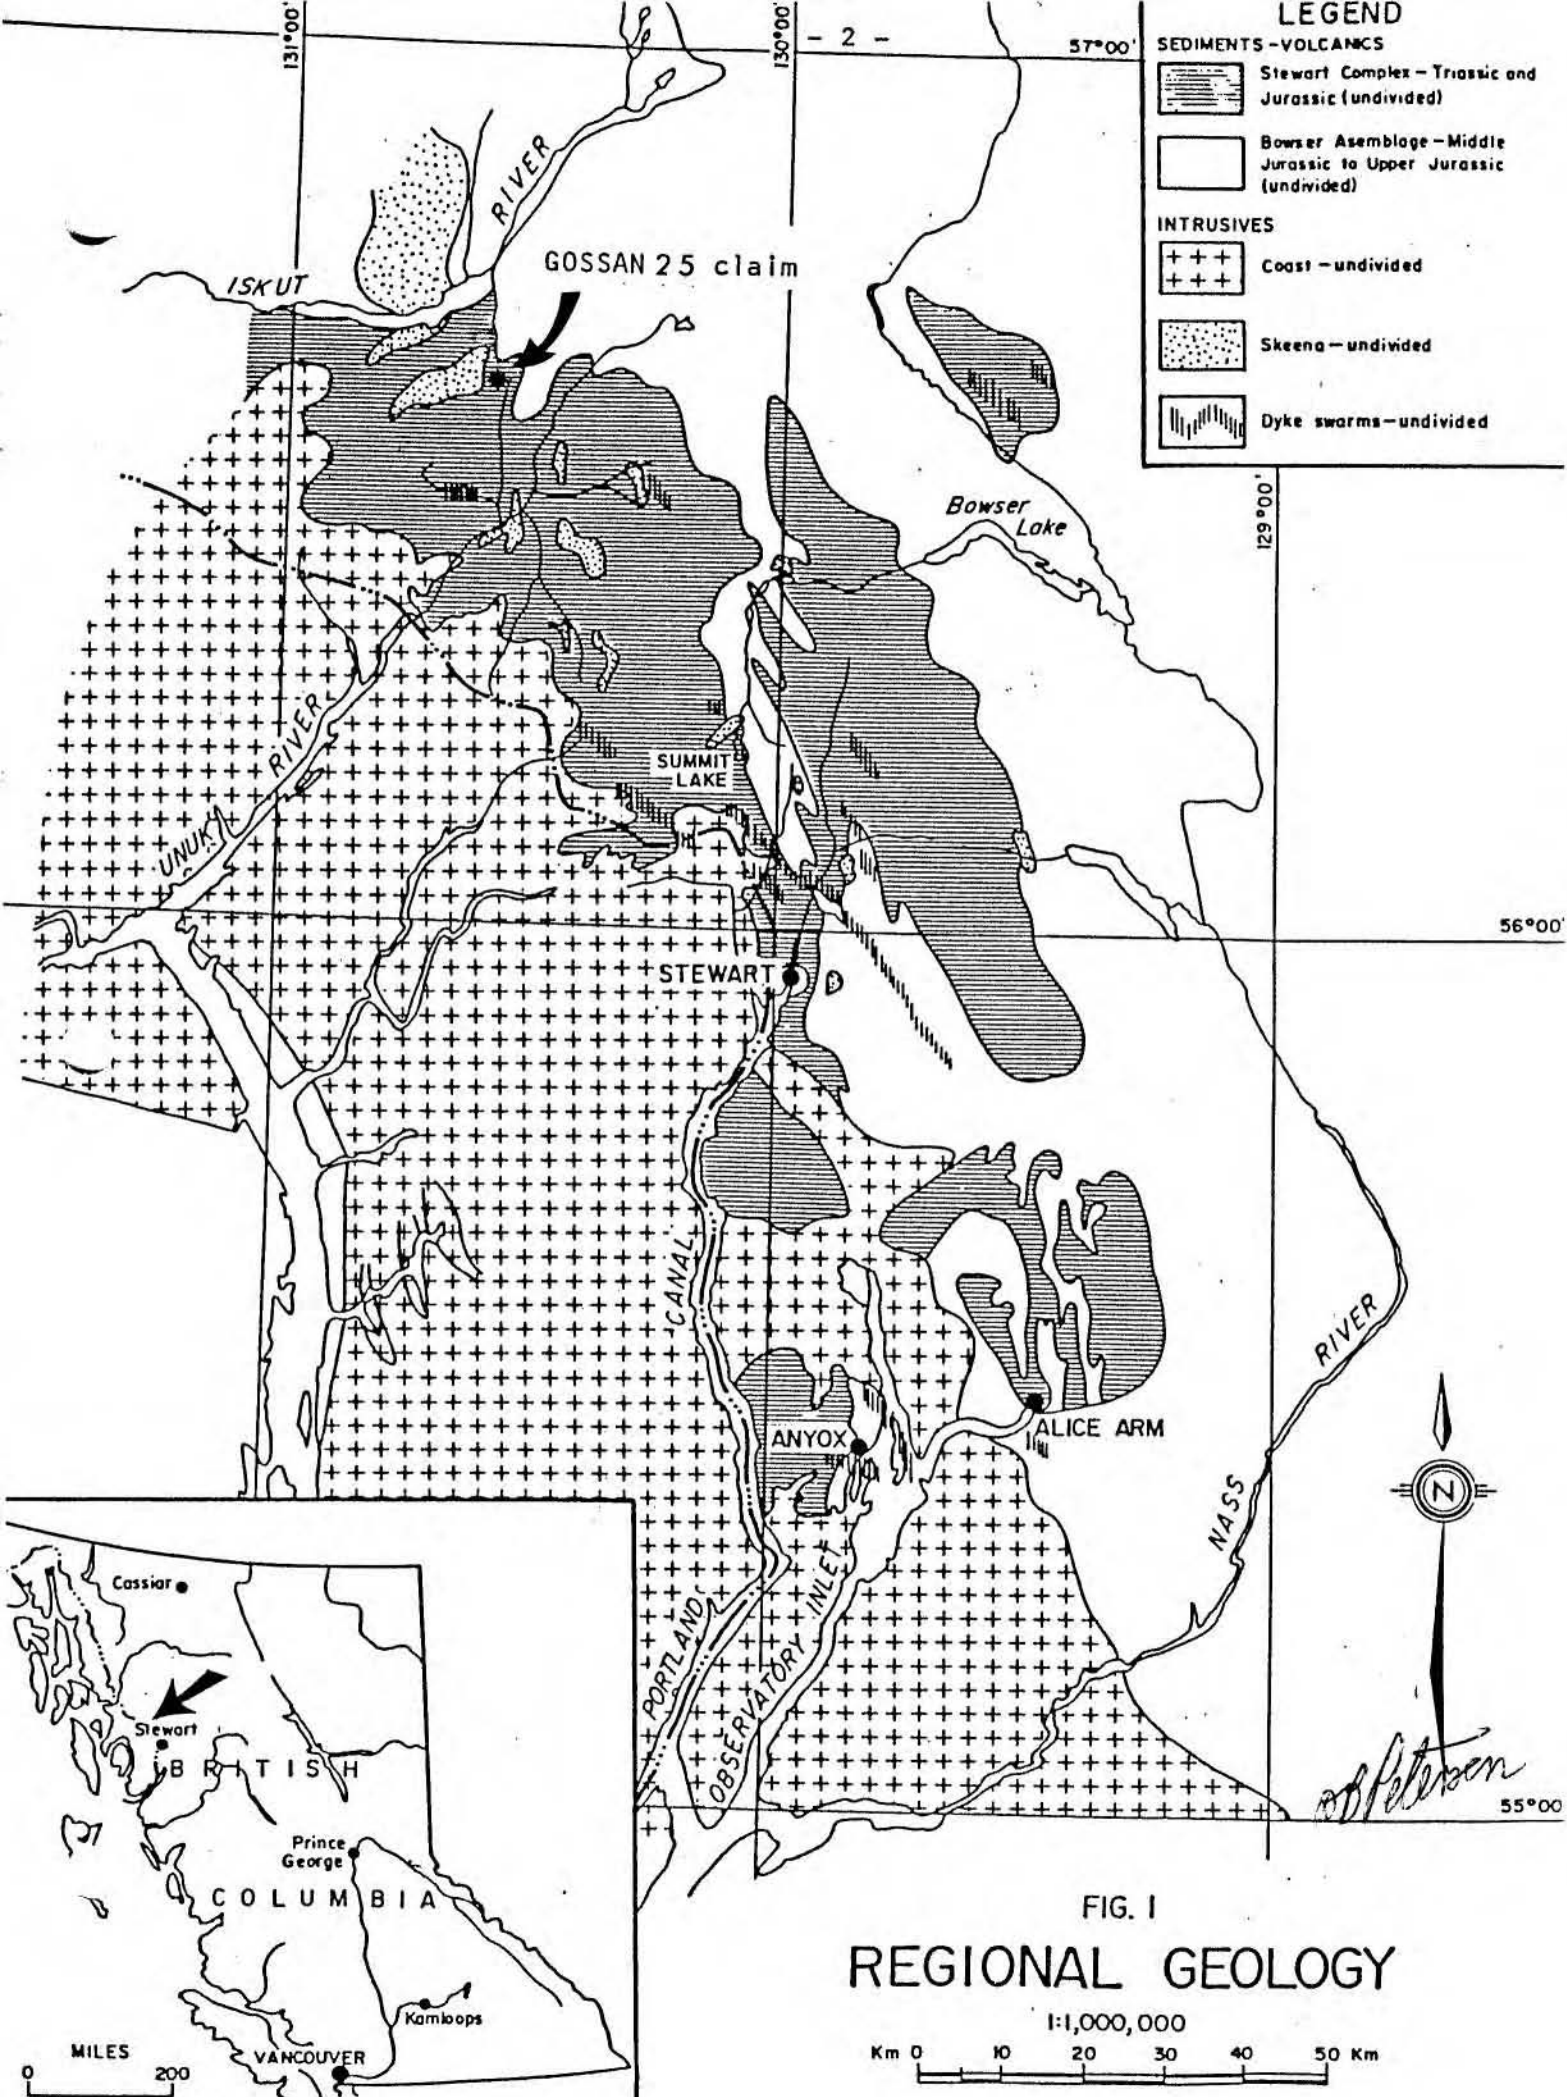 - 2 -
131°00'
130°00'
57°00'
LEGEND
SEDIMENTS-VOLCANICS
Stewart Complex - Triassic and
Jurassic (undivided)
Bowser Asemblage - Middle
Jurassic to Upper Jurassic
(undivided)
INTRUSIVES
Coast - undivided
Skeena - undivided
Dyke swarms - undivided
RIVER
ISKUT
GOSSAN 25 claim
Bowser
Lake
129°00'
RIVER
UNUK
SUMMIT
LAKE
56°00'
STEWART
CANAL
RIVER
ANYOX
ALICE ARM
NASS
N
PORTLAND
OBSERVATORY INLET
DB Petersen
55°00
Cassiar
Stewart
BRITISH
Prince
George
COLUMBIA
Kamloops
VANCOUVER
MILES
0 200
FIG. 1
REGIONAL GEOLOGY
1:1,000,000
Km 0 10 20 30 40 50 Km